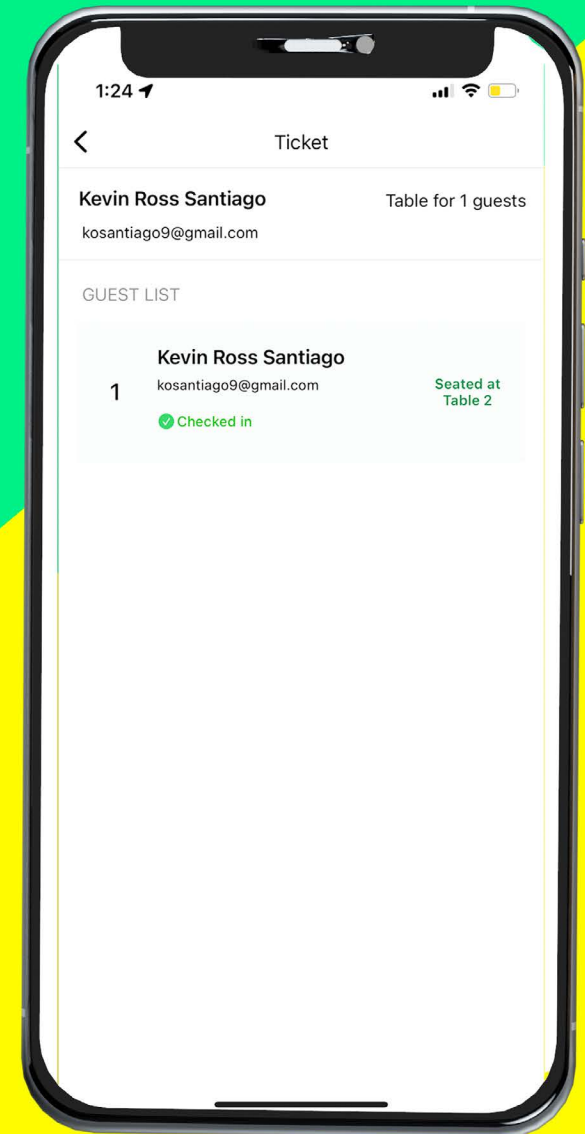 1:24
Ticket
Kevin Ross Santiago
Table for 1 guests
kosantiago9@gmail.com
GUEST LIST
Kevin Ross Santiago
1
kosantiago9@gmail.com
Seated at
Table 2
Checked in